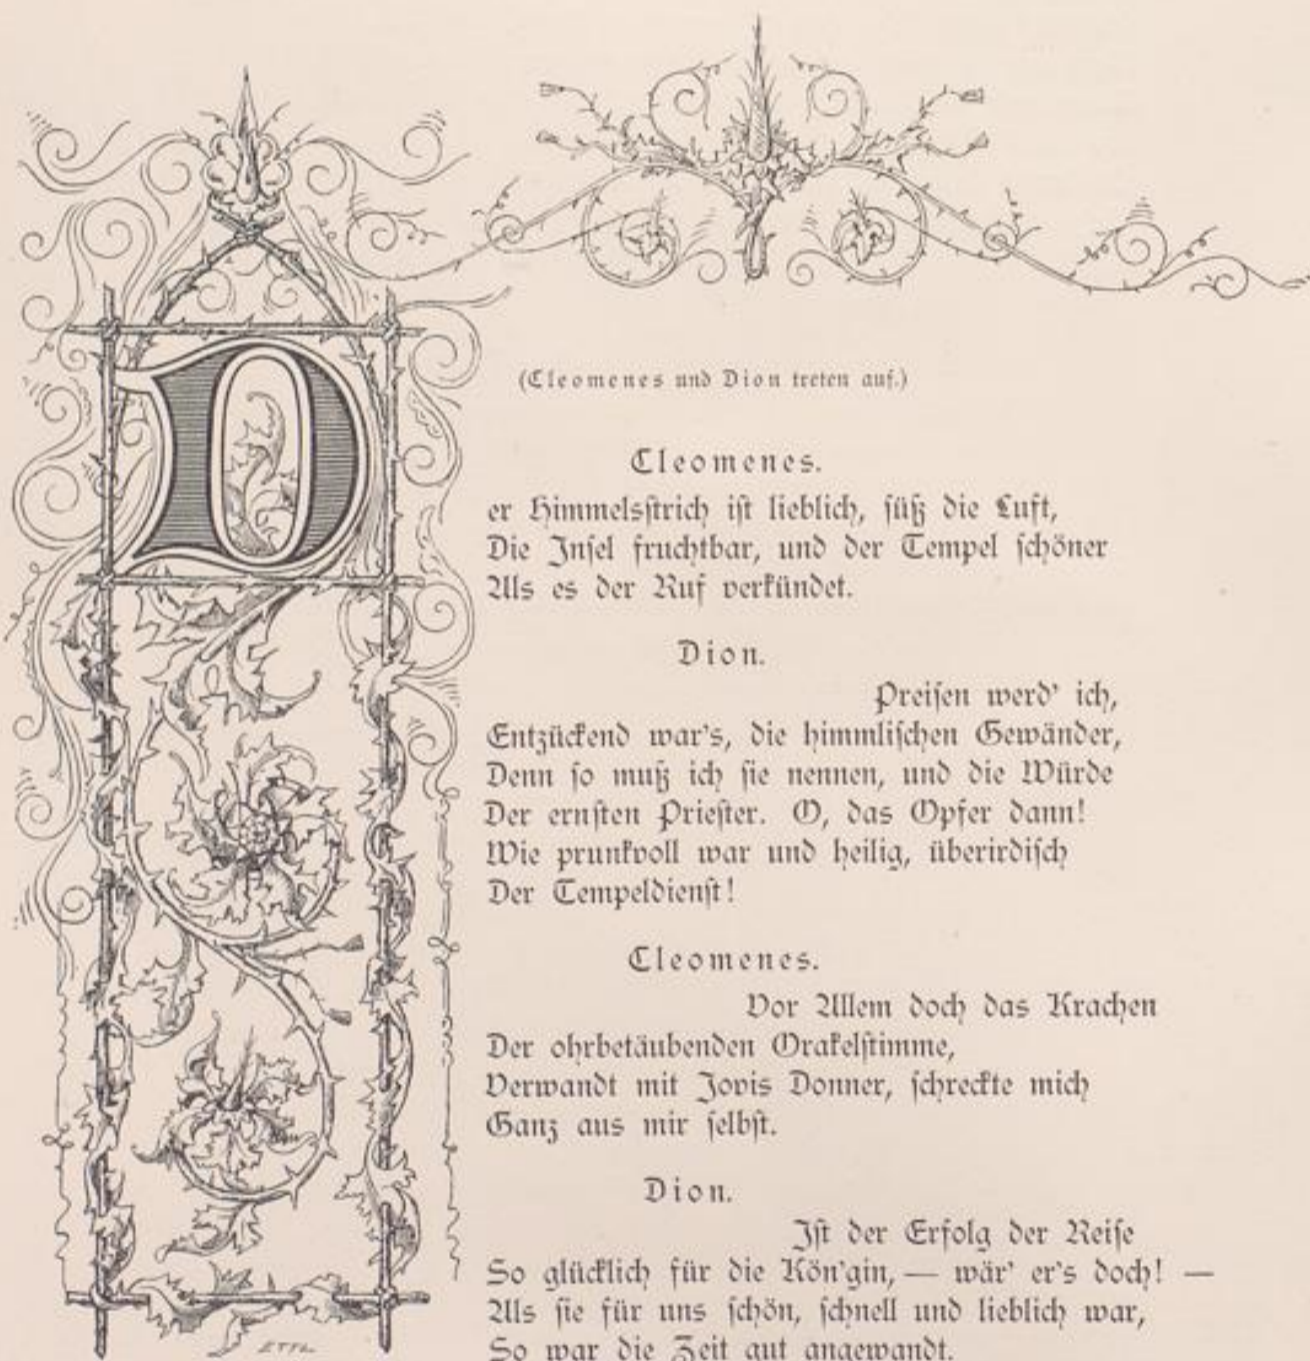 (Cleomenes und Dion treten auf.)
Cleomenes.
Der Himmelsstrich ist lieblich, süß die Luft,
Die Insel fruchtbar, und der Tempel schöner
Als es der Ruf verkündet.
Dion.
Preisen werd' ich,
Entzückend war's, die himmlischen Gewänder,
Denn so muß ich sie nennen, und die Würde
Der ernsten Priester. O, das Opfer dann!
Wie prunkvoll war und heilig, überirdisch
Der Tempeldienst!
Cleomenes.
Vor Allem doch das Krachen
Der ohrbetäubenden Orakelstimme,
Verwandt mit Jovis Donner, schreckte mich
Ganz aus mir selbst.
Dion.
Ist der Erfolg der Reise
So glücklich für die Kön'gin, — wär' er's doch! —
Als sie für uns schön, schnell und lieblich war,
So war die Zeit gut angewandt.
ETTL